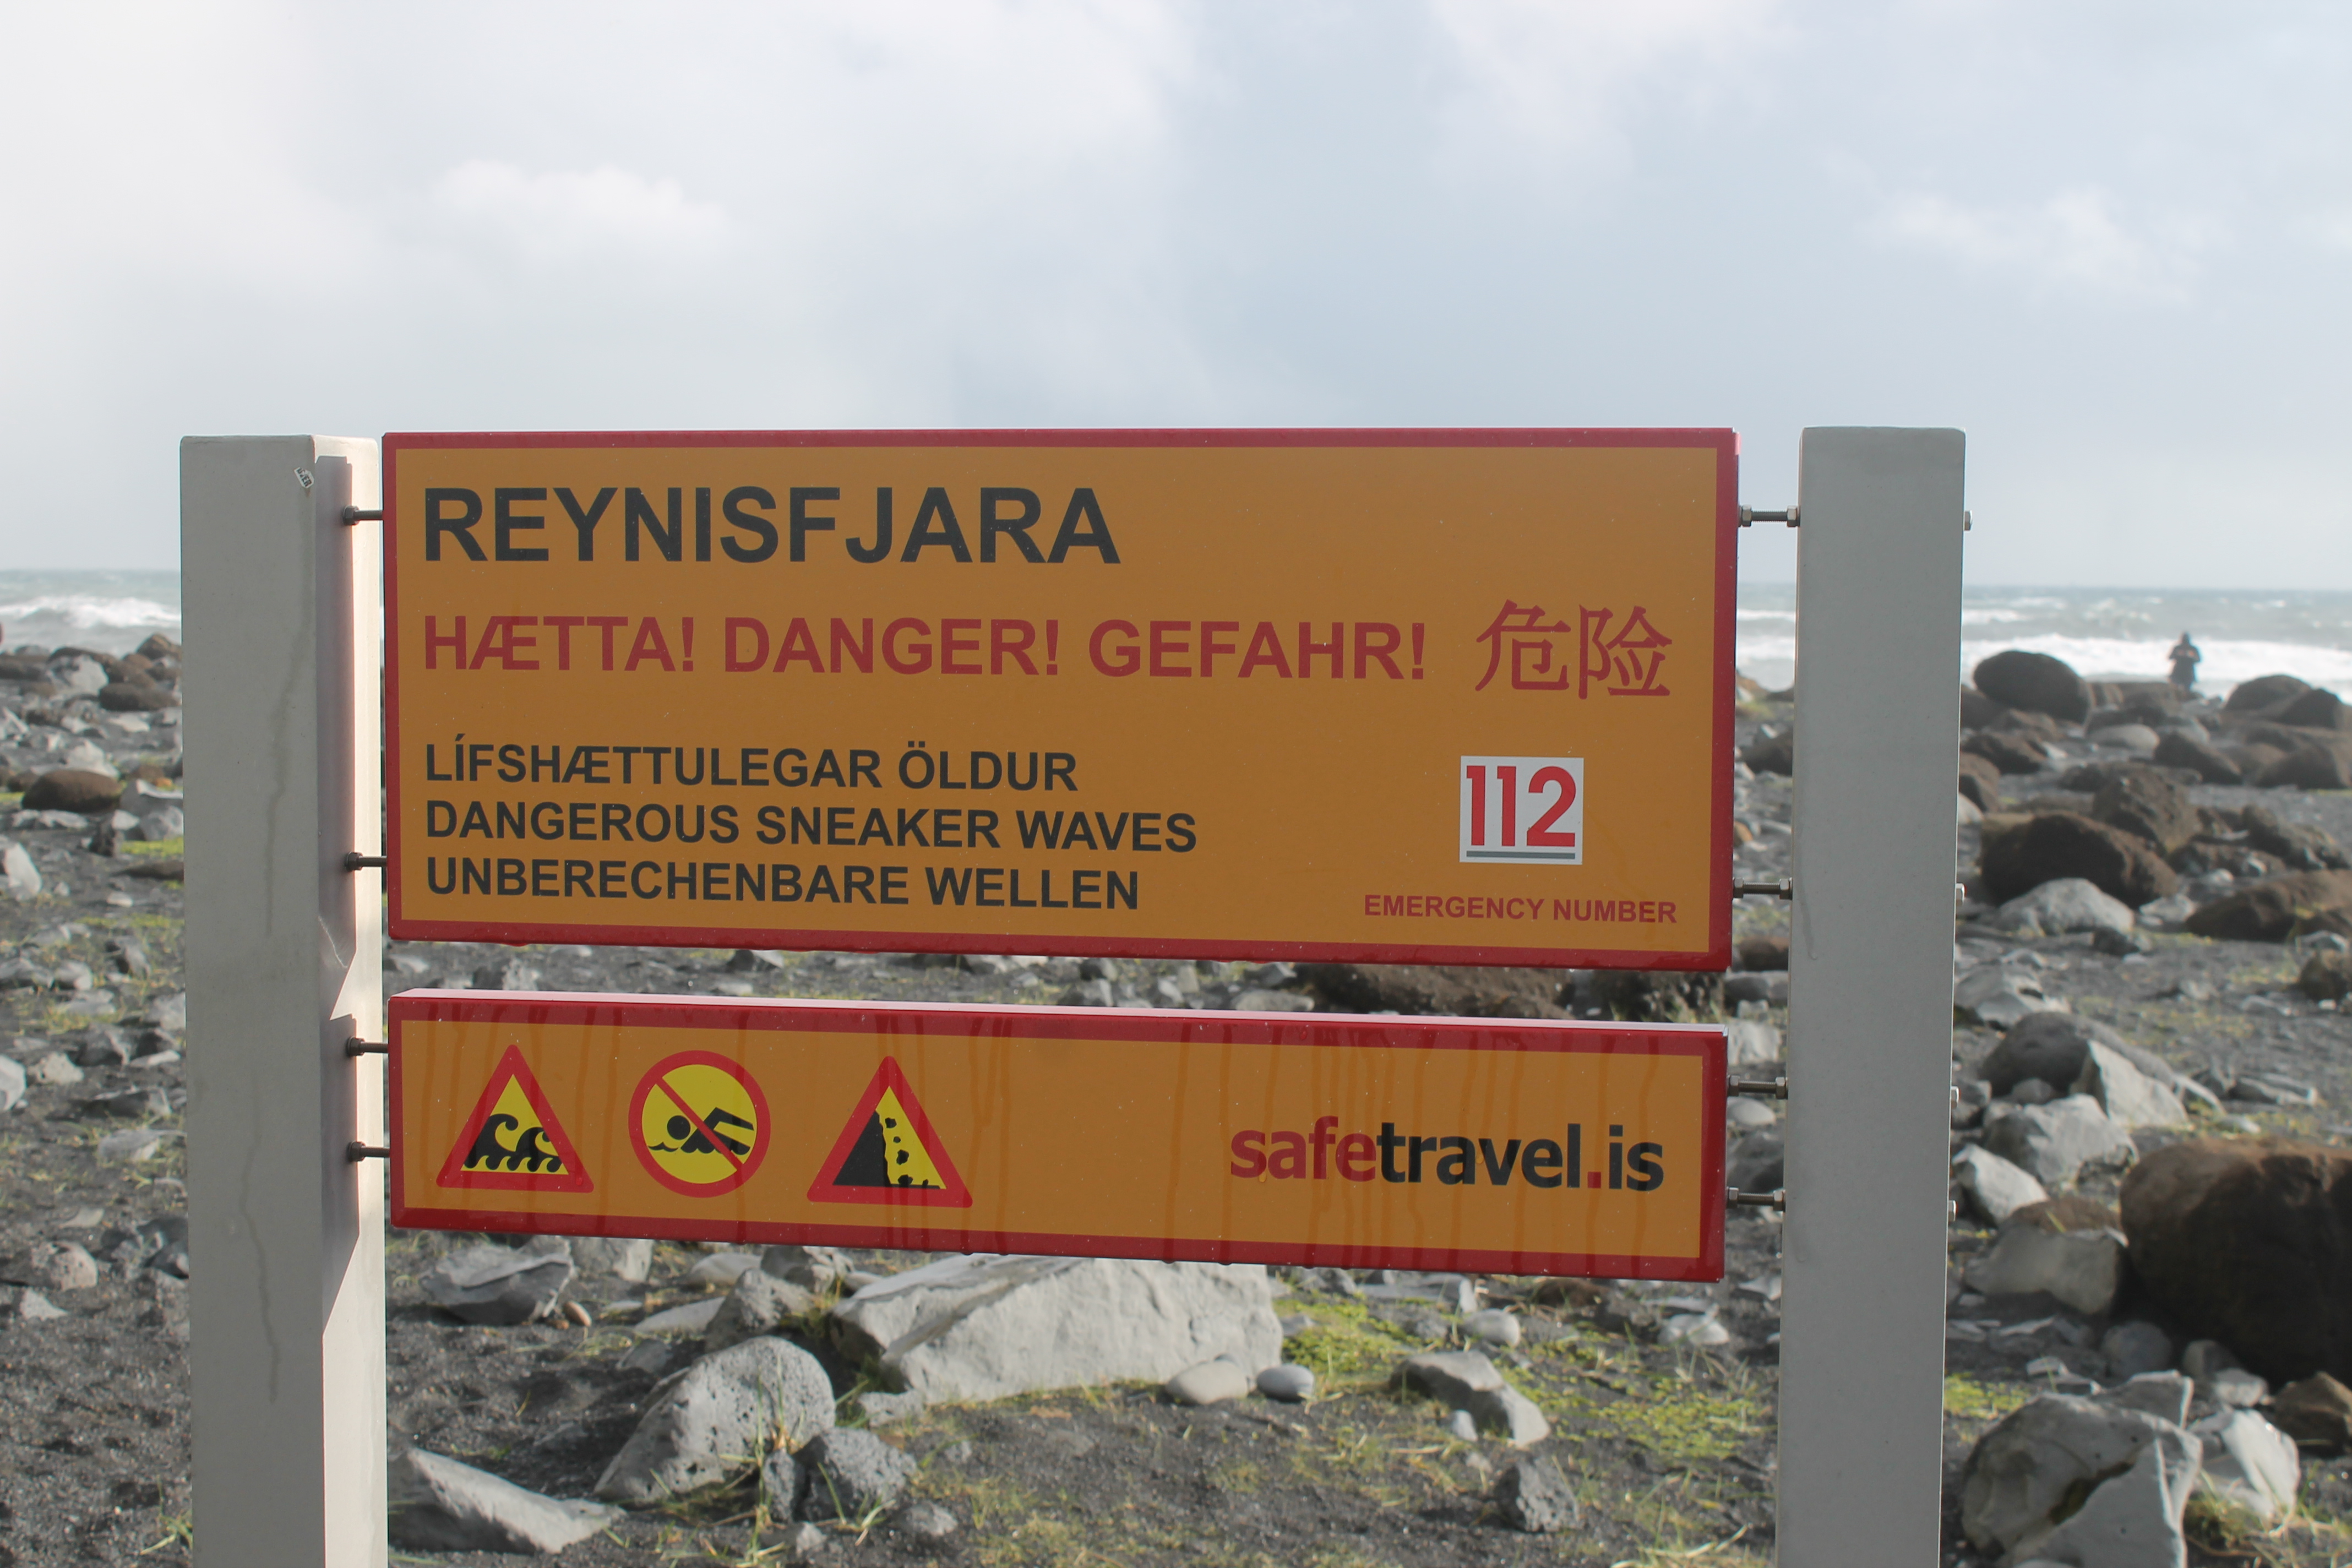 REYNISFJARA
HÆTTA! DANGER! GEFAHR! 危险
LÍFSHÆTTULEGAR ÖLDUR
DANGEROUS SNEAKER WAVES
UNBERECHENBARE WELLEN
112
EMERGENCY NUMBER
safetravel.is